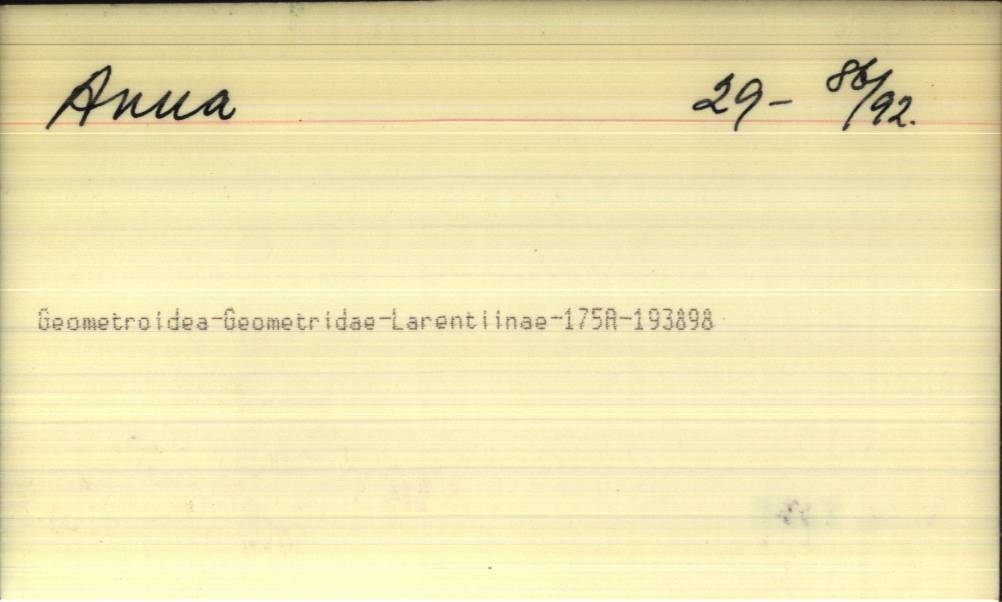 Anua 29- 86/92.
Geometroidea-Geometridae-Larentiinae-175A-193898